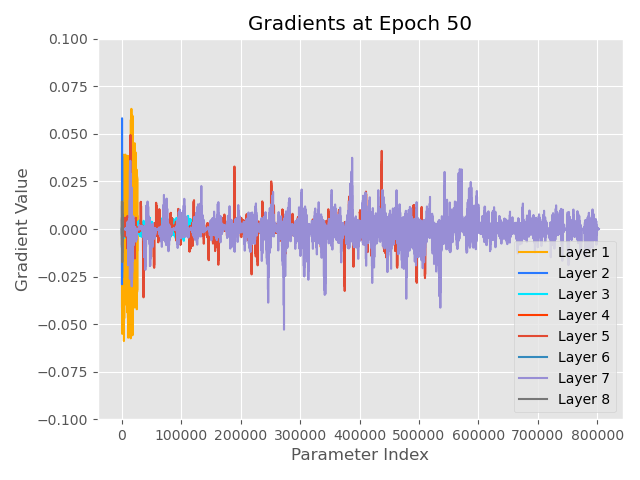 Gradients at Epoch 50
Gradient Value
0.100
0.075
0.050
0.025
0.000
−0.025
−0.050
−0.075
−0.100
Layer 1
Layer 2
Layer 3
Layer 4
Layer 5
Layer 6
Layer 7
Layer 8
0 100000 200000 300000 400000 500000 600000 700000 800000
Parameter Index